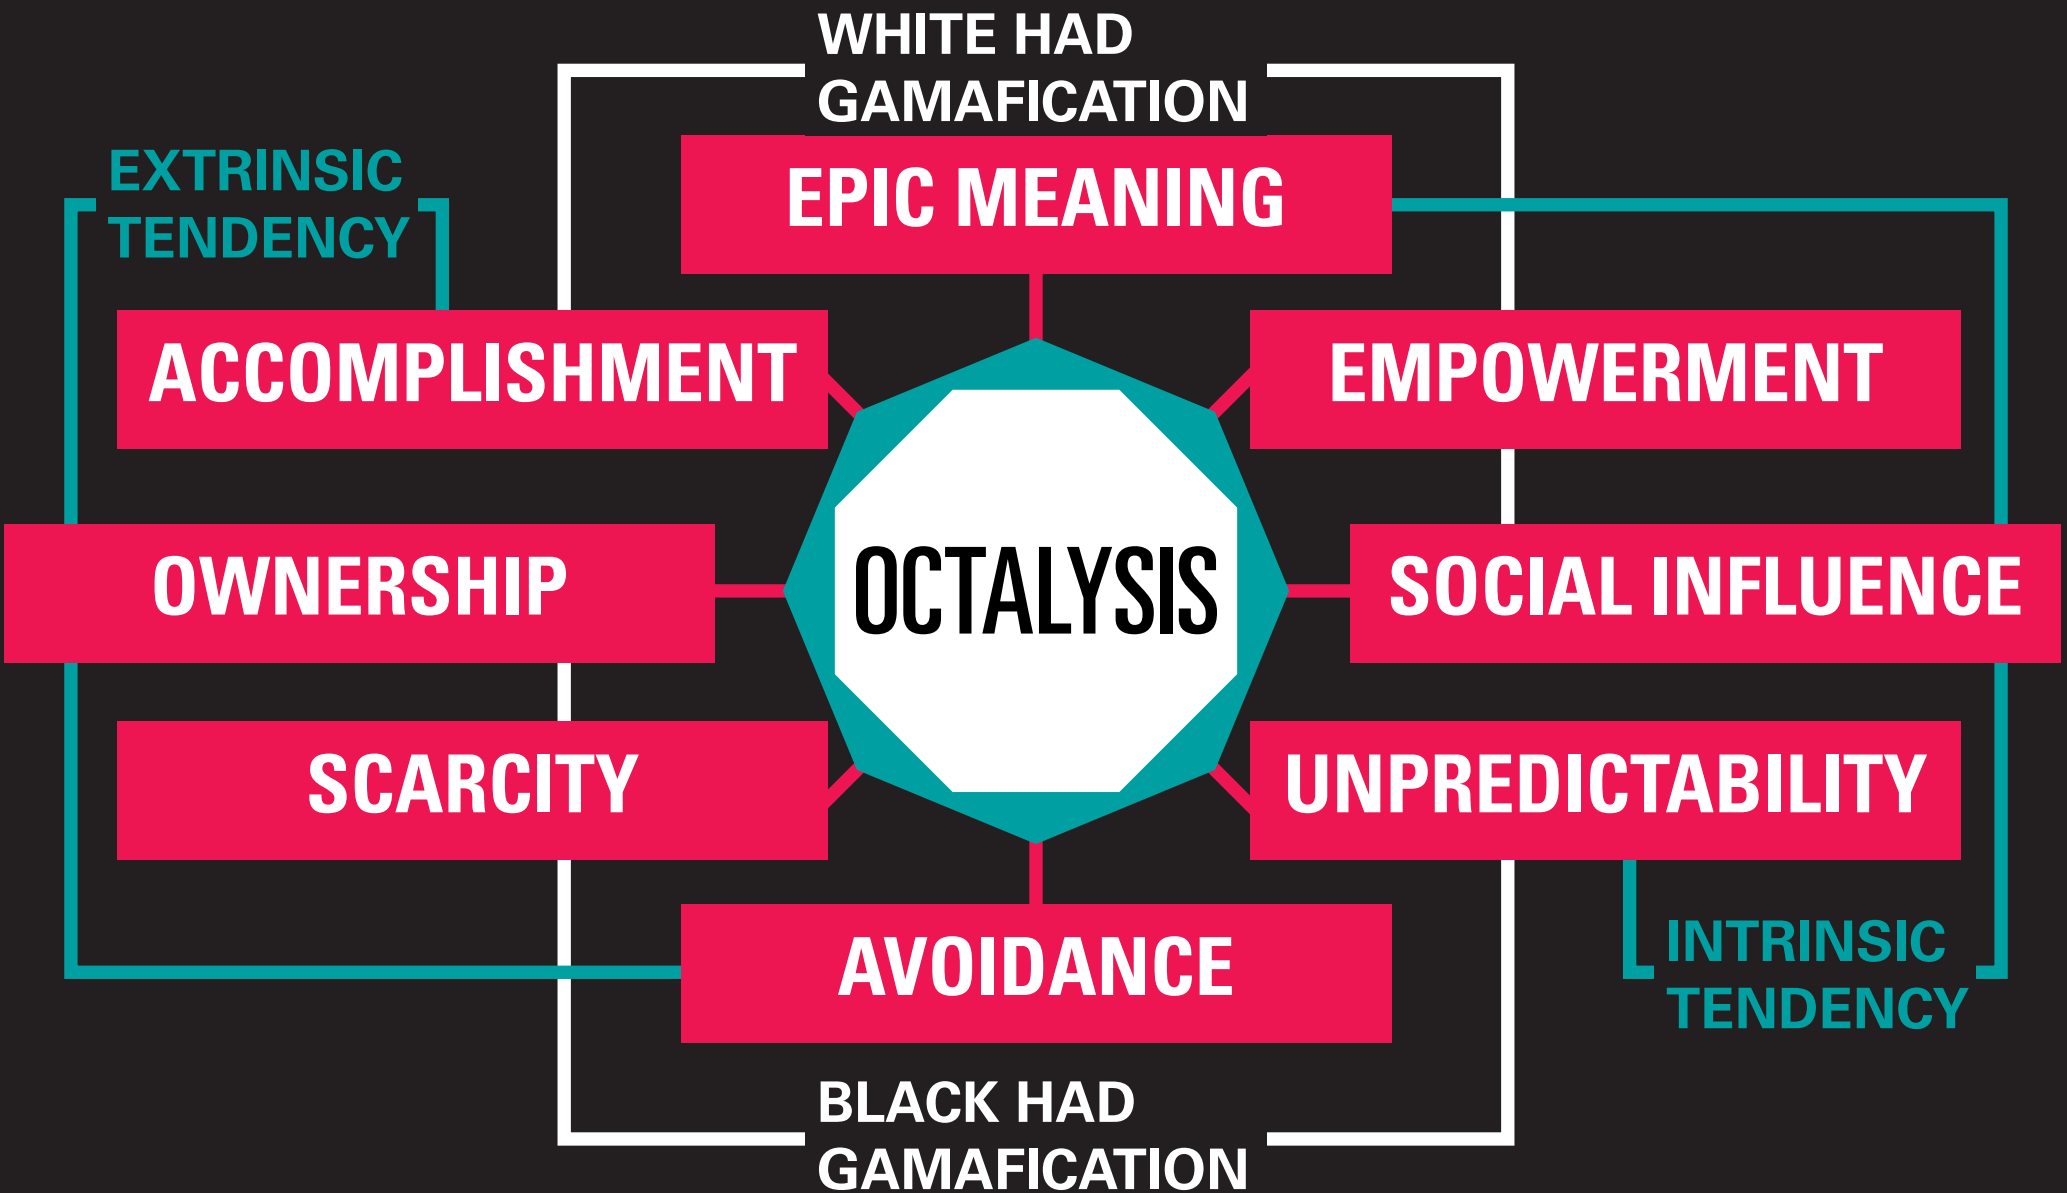 WHITE HAD
GAMAFICATION
EXTRINSIC
TENDENCY
EPIC MEANING
ACCOMPLISHMENT
EMPOWERMENT
OWNERSHIP
OCTALYSIS
SOCIAL INFLUENCE
SCARCITY
UNPREDICTABILITY
AVOIDANCE
INTRINSIC
TENDENCY
BLACK HAD
GAMAFICATION